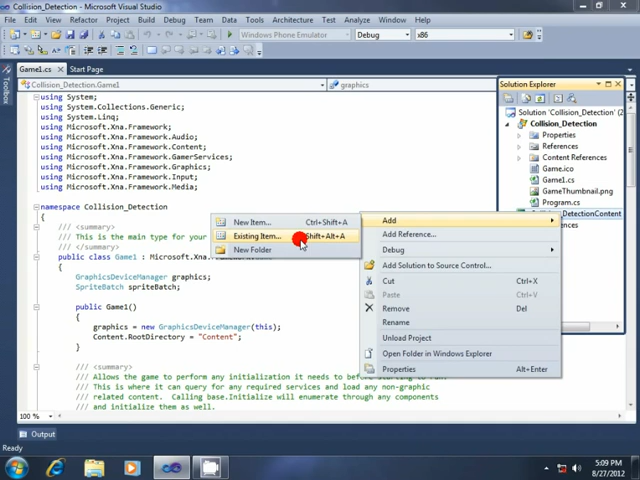 Collision_Detection - Microsoft Visual Studio
File Edit View Refactor Project Build Debug Team Data Tools Architecture Test Analyze Window Help
Windows Phone Emulator Debug x86
Game1.cs Start Page
Toolbox
Collision_Detection.Game1 graphics
using System;
using System.Collections.Generic;
using System.Linq;
using Microsoft.Xna.Framework;
using Microsoft.Xna.Framework.Audio;
using Microsoft.Xna.Framework.Content;
using Microsoft.Xna.Framework.GamerServices;
using Microsoft.Xna.Framework.Graphics;
using Microsoft.Xna.Framework.Input;
using Microsoft.Xna.Framework.Media;
namespace Collision_Detection
{
/// <summary>
/// This is the main type for your
/// </summary>
public class Game1 : Microsoft.Xna.
{
GraphicsDeviceManager graphics;
SpriteBatch spriteBatch;
public Game1()
{
graphics = new GraphicsDeviceManager(this);
Content.RootDirectory = "Content";
}
/// <summary>
/// Allows the game to perform any initialization it needs to before starting to run
/// This is where it can query for any required services and load any non-graphic
/// related content. Calling base.Initialize will enumerate through any components
/// and initialize them as well.
100 %
Output
Ready
Solution Explorer
Solution 'Collision_Detection' (2
Collision_Detection
Properties
References
Content References
Game.ico
Game1.cs
GameThumbnail.png
Program.cs
DetectionContent
New Item... Ctrl+Shift+A
Existing Item... Shift+Alt+A
New Folder
Add
Add Reference...
Debug
Add Solution to Source Control...
Cut Ctrl+X
Paste Ctrl+V
Remove Del
Rename
Unload Project
Open Folder in Windows Explorer
Properties Alt+Enter
5:09 PM
8/27/2012